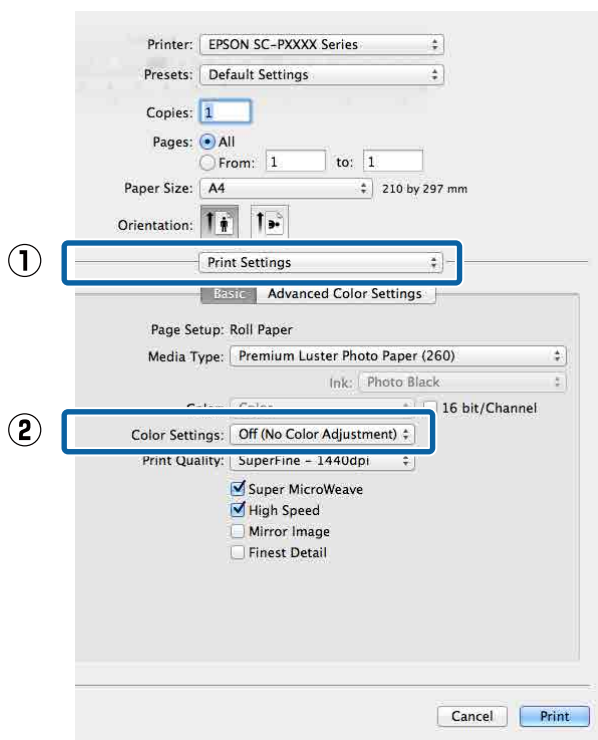 Printer: EPSON SC-PXXXX Series
Presets: Default Settings
Copies: 1
Pages: All
From: 1 to: 1
Paper Size: A4 210 by 297 mm
Orientation:
1
Print Settings
Basic Advanced Color Settings
Page Setup: Roll Paper
Media Type: Premium Luster Photo Paper (260)
Ink: Photo Black
Color: Color 16 bit/Channel
2
Color Settings: Off (No Color Adjustment)
Print Quality: SuperFine - 1440dpi
Super MicroWeave
High Speed
Mirror Image
Finest Detail
Cancel Print